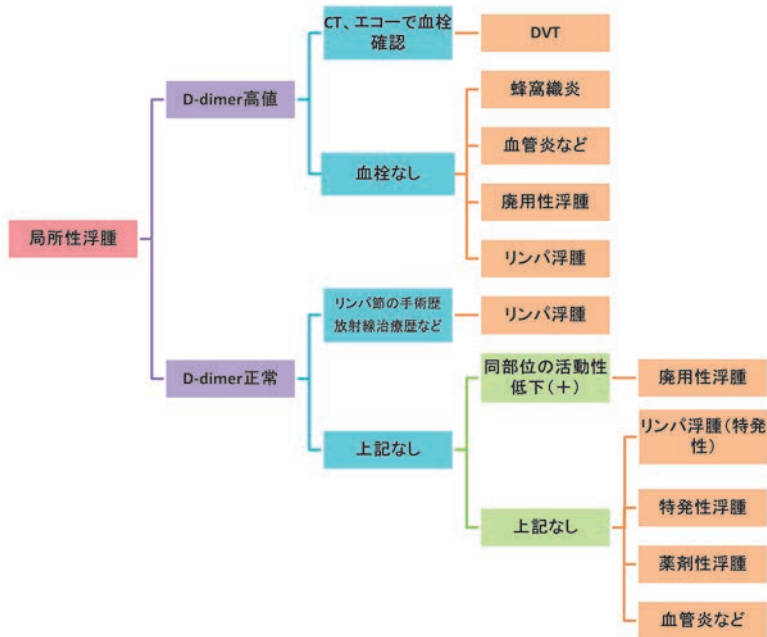 局所性浮腫
D-dimer高値
CT、エコーで血栓
確認
DVT
血栓なし
蜂窩織炎
血管炎など
廃用性浮腫
リンパ浮腫
D-dimer正常
リンパ節の手術歴
放射線治療歴など
リンパ浮腫
上記なし
同部位の活動性
低下(+)
廃用性浮腫
上記なし
リンパ浮腫(特発
性)
特発性浮腫
薬剤性浮腫
血管炎など